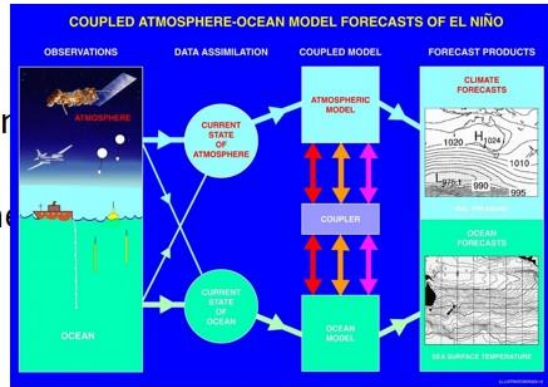 COUPLED ATMOSPHERE-OCEAN MODEL FORECASTS OF EL NIÑO
OBSERVATIONS
DATA ASSIMILATION
COUPLED MODEL
FORECAST PRODUCTS
ATMOSPHERE
OCEAN
CURRENT
STATE OF
ATMOSPHERE
CURRENT
STATE
OF
OCEAN
ATMOSPHERIC
MODEL
COUPLER
OCEAN
MODEL
CLIMATE
FORECASTS
1020
H1024
1010
990
995
OCEAN
FORECASTS
SEA SURFACE TEMPERATURE